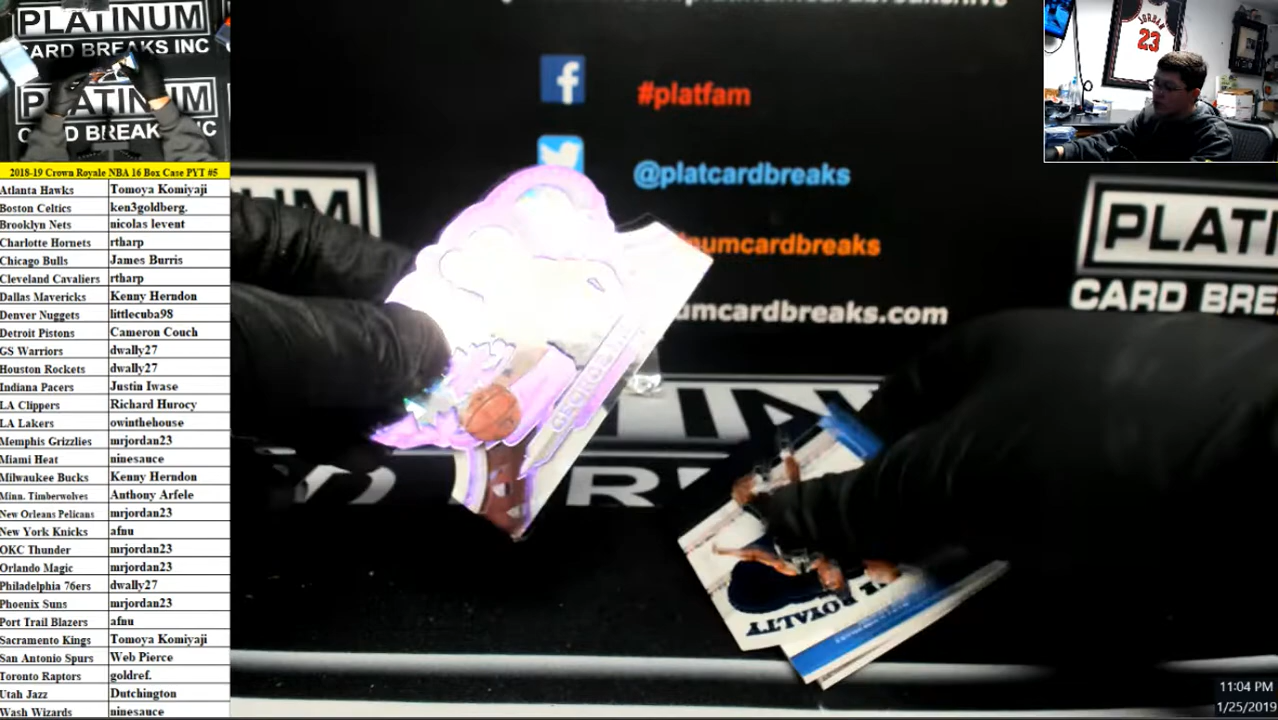 PLATINUM
CARD BREAKS INC
PLATINUM
CARD BREAKS INC
2018-19 Crown Royale NBA 16 Box Case PYT #5
Atlanta Hawks Tomoya Komiyaji
Boston Celtics ken3goldberg.
Brooklyn Nets nicolas levent
Charlotte Hornets rtharp
Chicago Bulls James Burris
Cleveland Cavaliers rtharp
Dallas Mavericks Kenny Herndon
Denver Nuggets littlecuba98
Detroit Pistons Cameron Couch
GS Warriors dwally27
Houston Rockets dwally27
Indiana Pacers Justin Iwase
LA Clippers Richard Hurocy
LA Lakers owinthehouse
Memphis Grizzlies mrjordan23
Miami Heat ninesauce
Milwaukee Bucks Kenny Herndon
Minn. Timberwolves Anthony Arfele
New Orleans Pelicans mrjordan23
New York Knicks afnu
OKC Thunder mrjordan23
Orlando Magic mrjordan23
Philadelphia 76ers dwally27
Phoenix Suns mrjordan23
Port Trail Blazers afnu
Sacramento Kings Tomoya Komiyaji
San Antonio Spurs Web Pierce
Toronto Raptors goldref.
Utah Jazz Dutchington
Wash Wizards ninesauce
#platfam
@platcardbreaks
numcardbreaks
umcardbreaks.com
PLATI
CARD BRE
GEORGE
ROYALTY
JORDAN
23
11:04 PM
1/25/2019